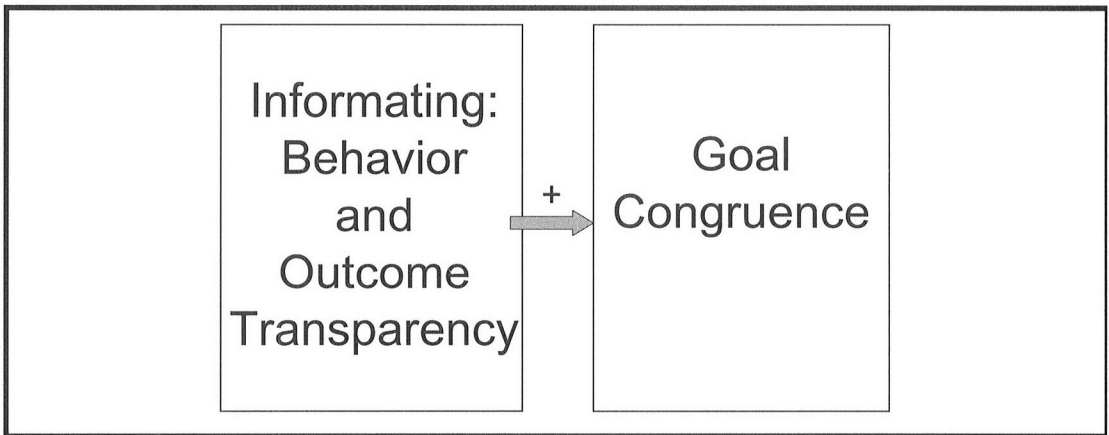 Informating:
Behavior
and
Outcome
Transparency
+
Goal
Congruence